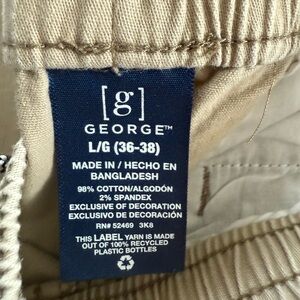 [g]
GEORGE™
L/G (36-38)
MADE IN / HECHO EN
BANGLADESH
98% COTTON/ALGODÓN
2% SPANDEX
EXCLUSIVE OF DECORATION
EXCLUSIVO DE DECORACIÓN
RN# 52469 3K8
THIS LABEL YARN IS MADE
OUT OF 100% RECYCLED
PLASTIC BOTTLES